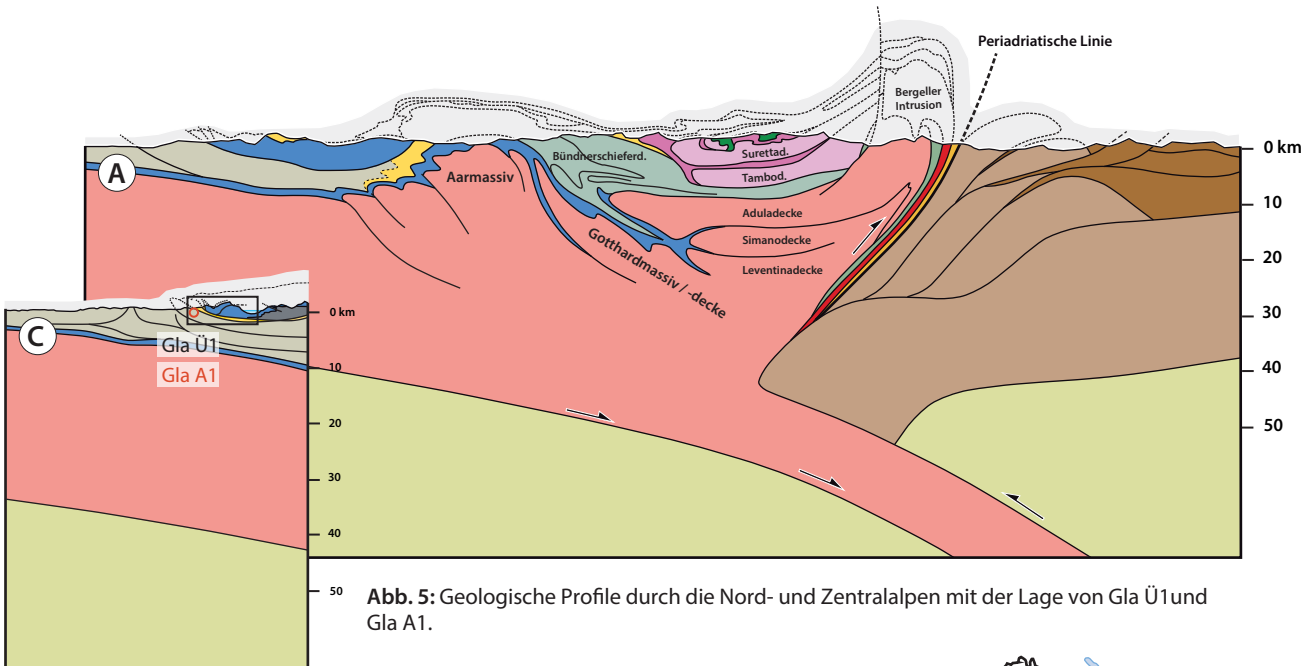 Periadriatische Linie
Bergeller
Intrusion
A
Bündnerschieferd.
Surettad.
Tambod.
Aarmassiv
Aduladecke
Simanodecke
Leventinadecke
Gotthardmassiv / -decke
0 km
10
20
30
40
50
C
Gla Ü1
Gla A1
0 km
10
20
30
40
50
Abb. 5: Geologische Profile durch die Nord- und Zentralalpen mit der Lage von Gla Ü1und
Gla A1.